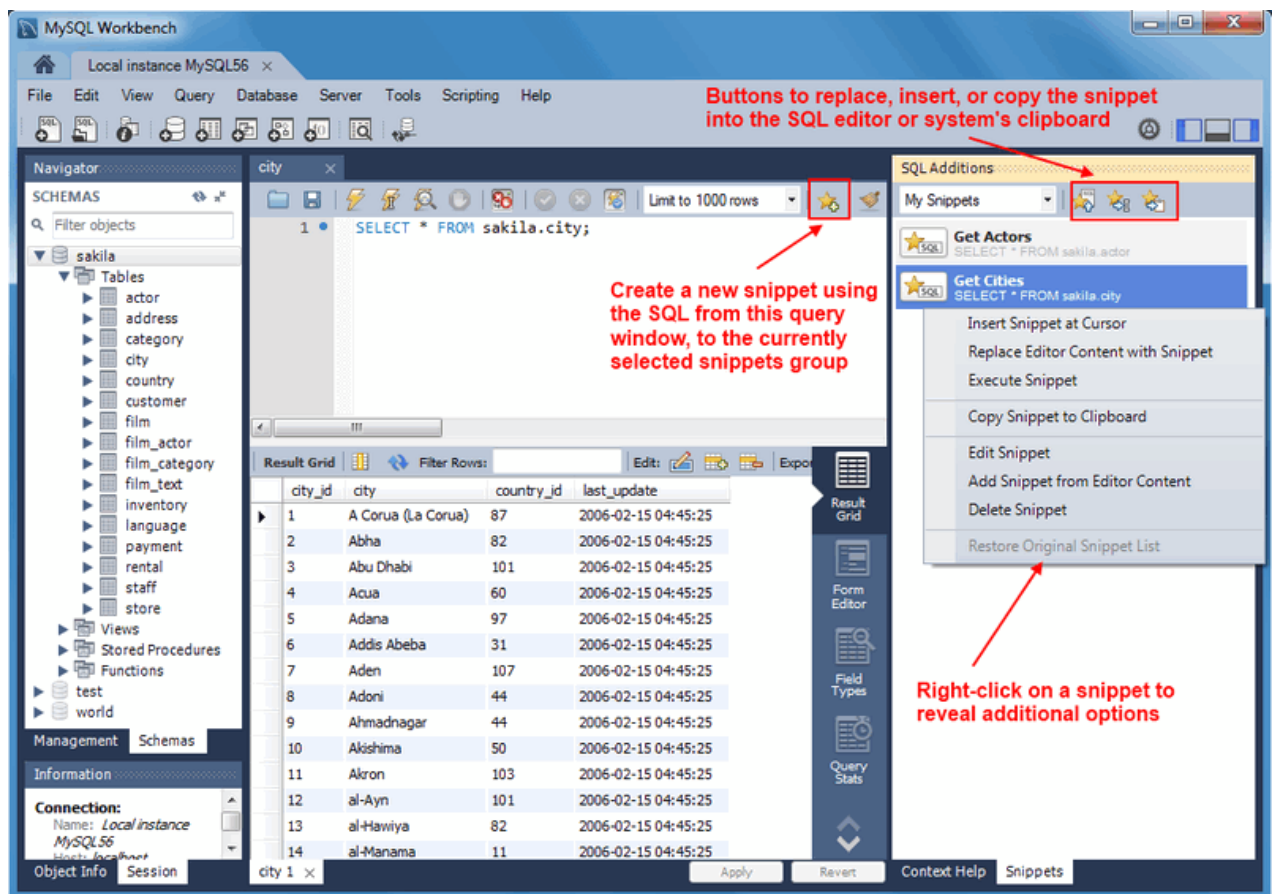 MySQL Workbench
Local instance MySQL56
File Edit View Query Database Server Tools Scripting Help
Buttons to replace, insert, or copy the snippet
into the SQL editor or system's clipboard
Navigator
SCHEMAS
Filter objects
sakila
Tables
actor
address
category
city
country
customer
film
film_actor
film_category
film_text
inventory
language
payment
rental
staff
store
Views
Stored Procedures
Functions
test
world
Management Schemas
Information
Connection:
Name: Local instance
MySQL56
Host: localhost
Object Info Session
city
Limit to 1000 rows
1 SELECT * FROM sakila.city;
Create a new snippet using
the SQL from this query
window, to the currently
selected snippets group
Result Grid Filter Rows: Edit: Expor
city_id city country_id last_update
1 A Corua (La Corua) 87 2006-02-15 04:45:25
2 Abha 82 2006-02-15 04:45:25
3 Abu Dhabi 101 2006-02-15 04:45:25
4 Acua 60 2006-02-15 04:45:25
5 Adana 97 2006-02-15 04:45:25
6 Addis Abeba 31 2006-02-15 04:45:25
7 Aden 107 2006-02-15 04:45:25
8 Adoni 44 2006-02-15 04:45:25
9 Ahmadnagar 44 2006-02-15 04:45:25
10 Akishima 50 2006-02-15 04:45:25
11 Akron 103 2006-02-15 04:45:25
12 al-Ayn 101 2006-02-15 04:45:25
13 al-Hawiya 82 2006-02-15 04:45:25
14 al-Manama 11 2006-02-15 04:45:25
Result
Grid
Form
Editor
Field
Types
Query
Stats
city 1 Apply Revert
SQL Additions
My Snippets
SQL Get Actors
SELECT * FROM sakila.actor
SQL Get Cities
SELECT * FROM sakila.city
Insert Snippet at Cursor
Replace Editor Content with Snippet
Execute Snippet
Copy Snippet to Clipboard
Edit Snippet
Add Snippet from Editor Content
Delete Snippet
Restore Original Snippet List
Right-click on a snippet to
reveal additional options
Context Help Snippets